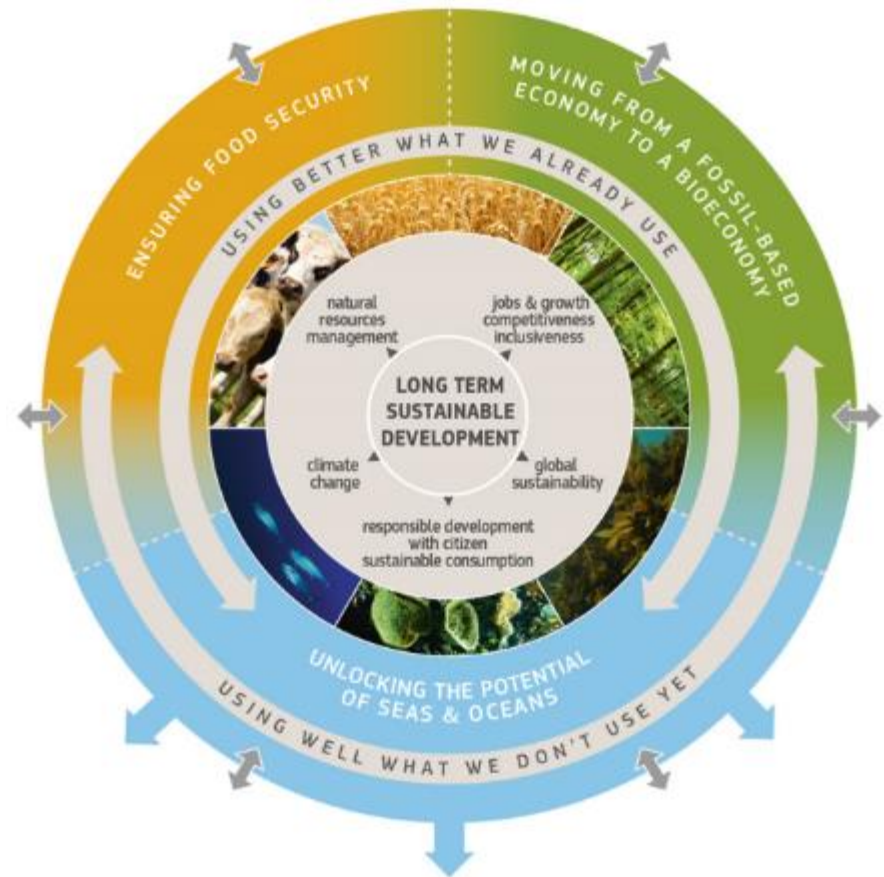 ENSURING FOOD SECURITY
MOVING FROM A FOSSIL-BASED
ECONOMY TO A BIOECONOMY
USING BETTER WHAT WE ALREADY USE
natural
resources
management
jobs & growth
competitiveness
inclusiveness
LONG TERM
SUSTAINABLE
DEVELOPMENT
climate
change
global
sustainability
responsible development
with citizen
sustainable consumption
UNLOCKING THE POTENTIAL
OF SEAS & OCEANS
USING WELL WHAT WE DON'T USE YET